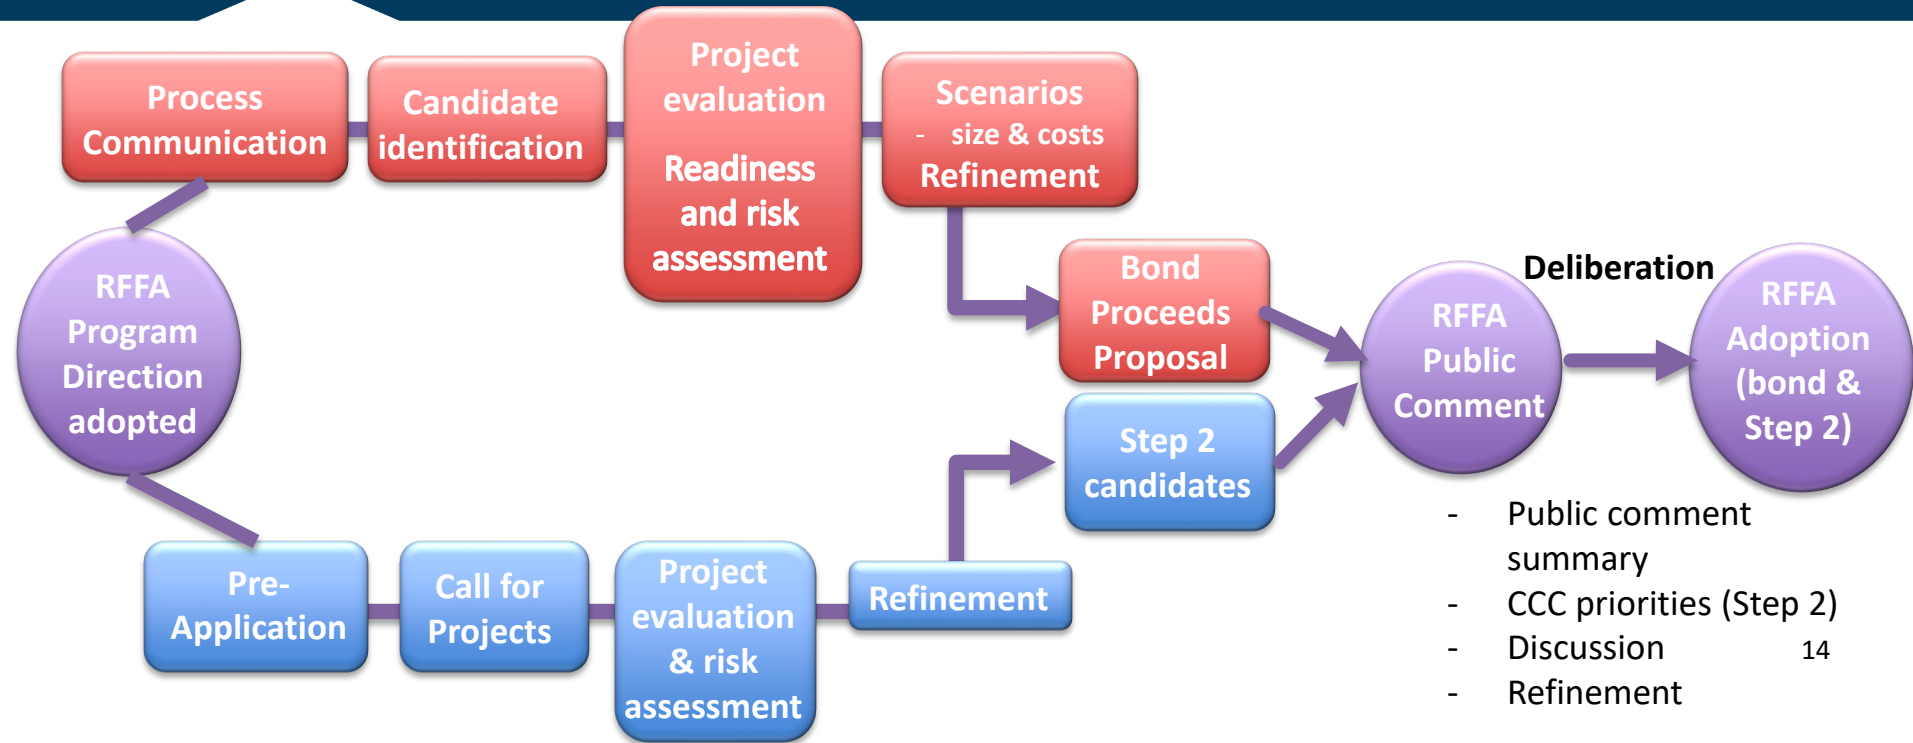 Process
Communication
Candidate
identification
Project
evaluation
Readiness
and risk
assessment
Scenarios
- size & costs
Refinement
RFFA
Program
Direction
adopted
Bond
Proceeds
Proposal
Step 2
candidates
Pre-
Application
Call for
Projects
Project
evaluation
& risk
assessment
Refinement
RFFA
Public
Comment
Deliberation
RFFA
Adoption
(bond &
Step 2)
- Public comment
summary
- CCC priorities (Step 2)
- Discussion
- Refinement
14